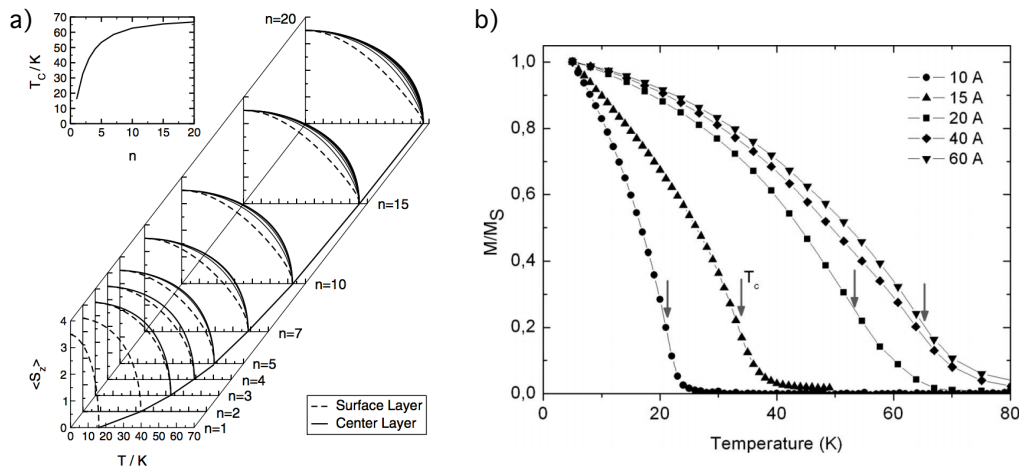 a)
T_C / K
70
60
50
40
30
20
10
0
0 5 10 15 20
n
n=20
n=15
n=10
n=7
n=5
n=4
n=3
n=2
n=1
<S_z>
4
3
2
1
0
0 10 20 30 40 50 60 70
T / K
Surface Layer
Center Layer
b)
M/M_S
1,0
0,8
0,6
0,4
0,2
0,0
0 20 40 60 80
Temperature (K)
10 A
15 A
20 A
40 A
60 A
T_c